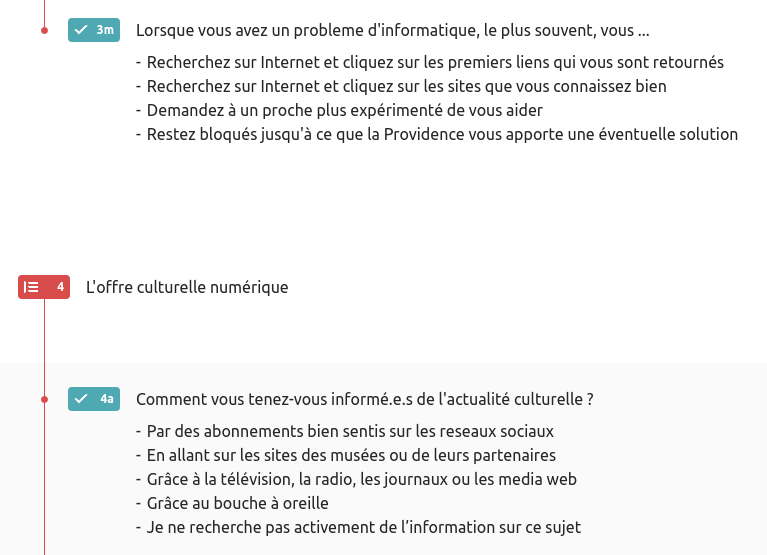 3m Lorsque vous avez un probleme d'informatique, le plus souvent, vous ...
- Recherchez sur Internet et cliquez sur les premiers liens qui vous sont retournés
- Recherchez sur Internet et cliquez sur les sites que vous connaissez bien
- Demandez à un proche plus expérimenté de vous aider
- Restez bloqués jusqu'à ce que la Providence vous apporte une éventuelle solution
4 L'offre culturelle numérique
4a Comment vous tenez-vous informé.e.s de l'actualité culturelle ?
- Par des abonnements bien sentis sur les reseaux sociaux
- En allant sur les sites des musées ou de leurs partenaires
- Grâce à la télévision, la radio, les journaux ou les media web
- Grâce au bouche à oreille
- Je ne recherche pas activement de l’information sur ce sujet